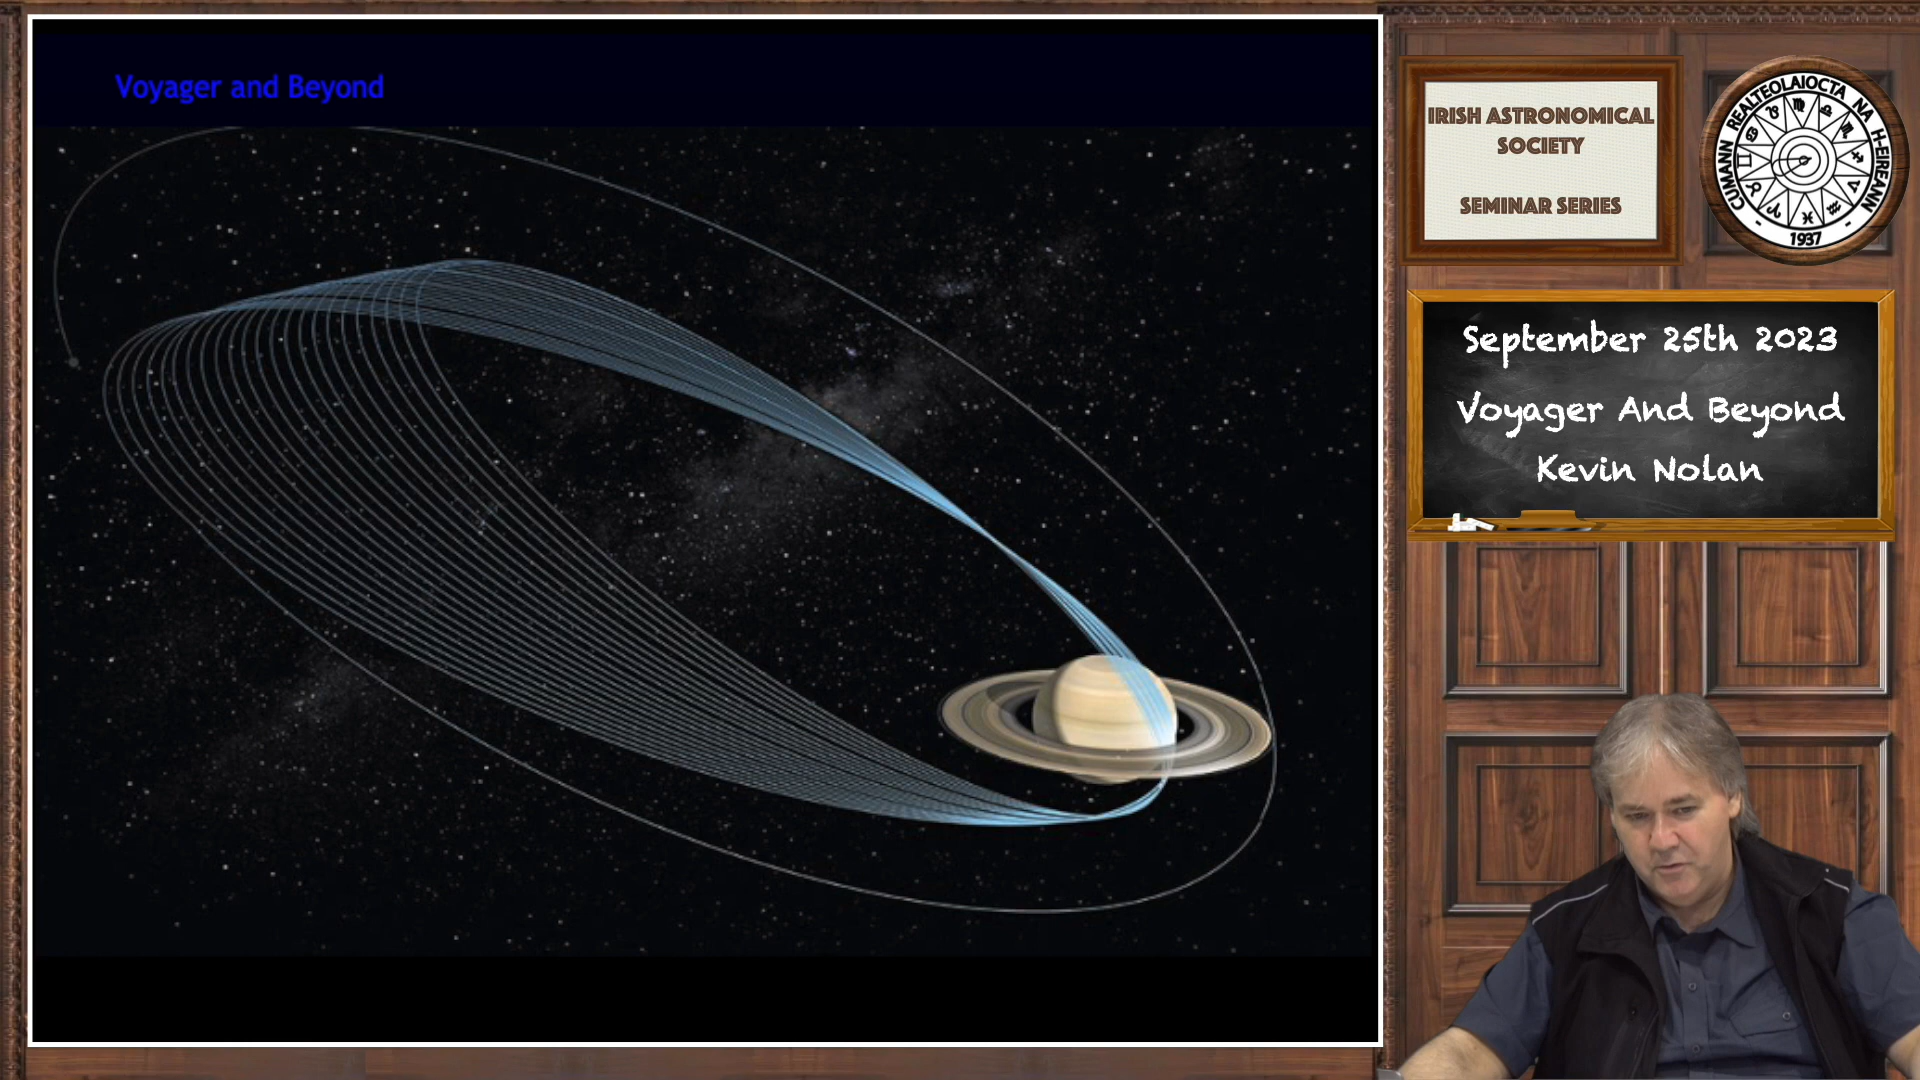 Voyager and Beyond
IRISH ASTRONOMICAL
SOCIETY
SEMINAR SERIES
CUMANN REALTEOLAIOCTA NA H-EIREANN
- 1937 -
September 25th 2023
Voyager And Beyond
Kevin Nolan